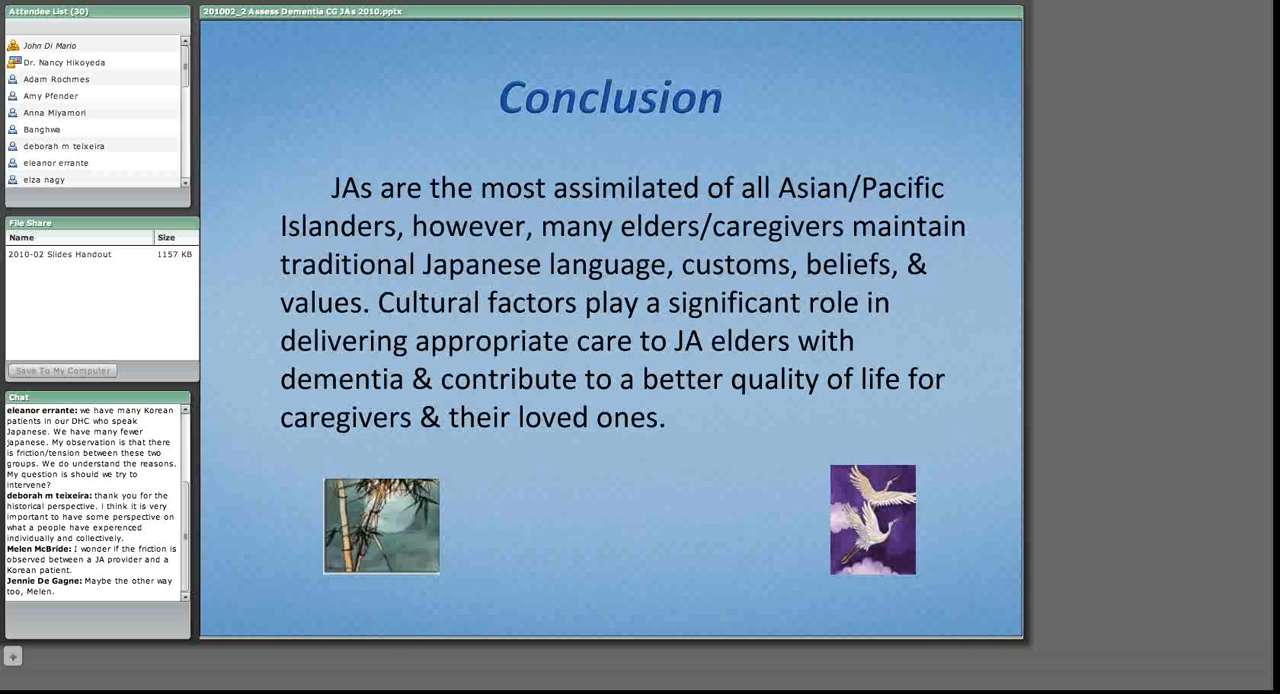 Attendee List (30)
John Di Mario
Dr. Nancy Hikoyeda
Adam Rochmes
Amy Pfender
Anna Miyamori
Banghwa
deborah m teixeira
eleanor errante
elza nagy
File Share
Name Size
2010-02 Slides Handout 1157 KB
Save To My Computer
Chat
eleanor errante: we have many Korean
patients in our DHC who speak
Japanese. We have many fewer
japanese. My observation is that there
is friction/tension between these two
groups. We do understand the reasons.
My question is should we try to
intervene?
deborah m teixeira: thank you for the
historical perspective. i think it is very
important to have some perspective on
what a people have experenced
individually and collectively.
Melen McBride: I wonder if the friction is
observed between a JA provider and a
Korean patient.
Jennie De Gagne: Maybe the other way
too, Melen.
201002_2 Assess Dementia CG JAs 2010.pptx
Conclusion
JAs are the most assimilated of all Asian/Pacific
Islanders, however, many elders/caregivers maintain
traditional Japanese language, customs, beliefs, &
values. Cultural factors play a significant role in
delivering appropriate care to JA elders with
dementia & contribute to a better quality of life for
caregivers & their loved ones.